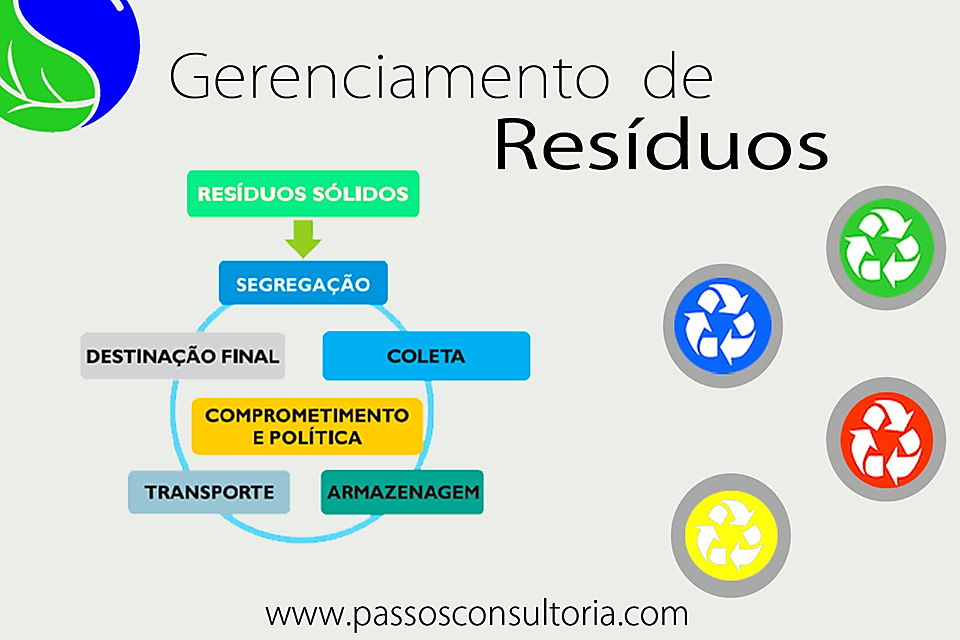 Gerenciamento de
Resíduos
RESÍDUOS SÓLIDOS
SEGREGAÇÃO
DESTINAÇÃO FINAL
COLETA
COMPROMETIMENTO
E POLÍTICA
TRANSPORTE
ARMAZENAGEM
www.passosconsultoria.com